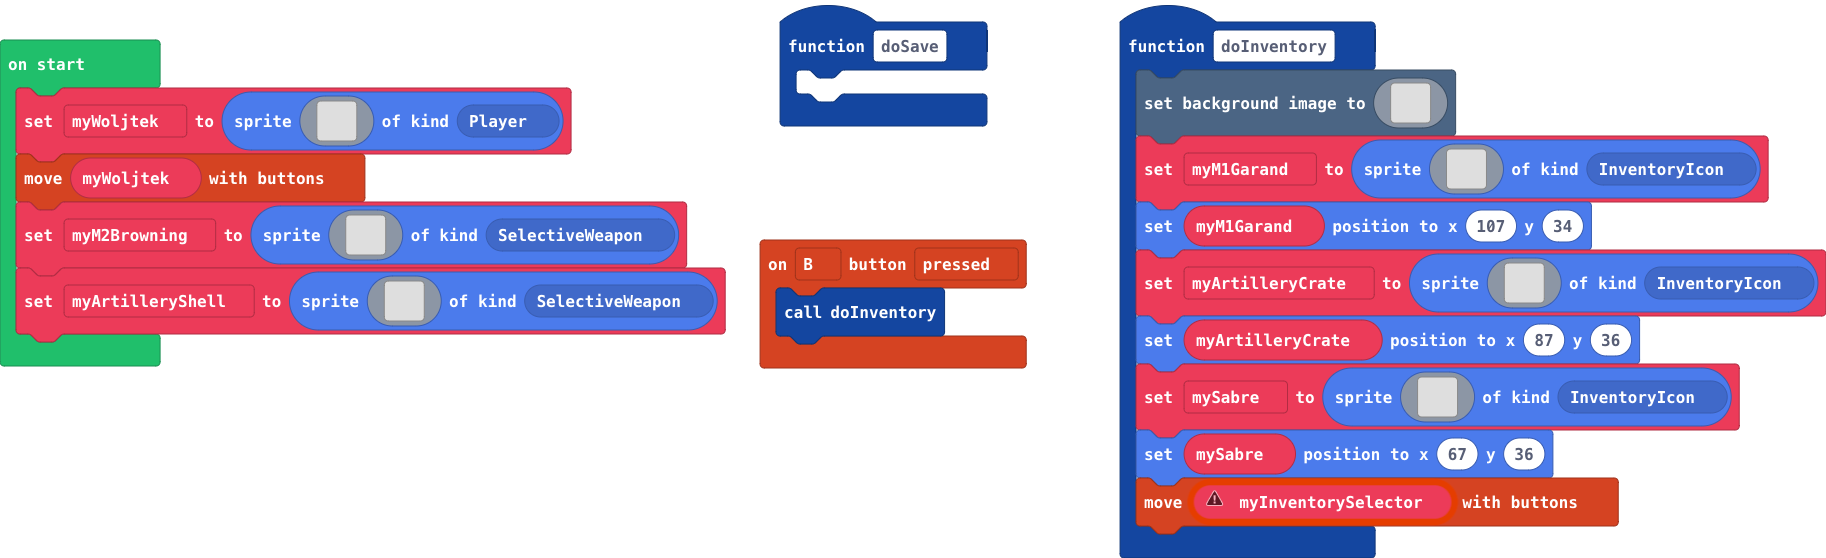 on start
set myWoljtek to sprite of kind Player
move myWoljtek with buttons
set myM2Browning to sprite of kind SelectiveWeapon
set myArtilleryShell to sprite of kind SelectiveWeapon
function doSave
on B button pressed
call doInventory
function doInventory
set background image to
set myM1Garand to sprite of kind InventoryIcon
set myM1Garand position to x 107 y 34
set myArtilleryCrate to sprite of kind InventoryIcon
set myArtilleryCrate position to x 87 y 36
set mySabre to sprite of kind InventoryIcon
set mySabre position to x 67 y 36
move myInventorySelector with buttons